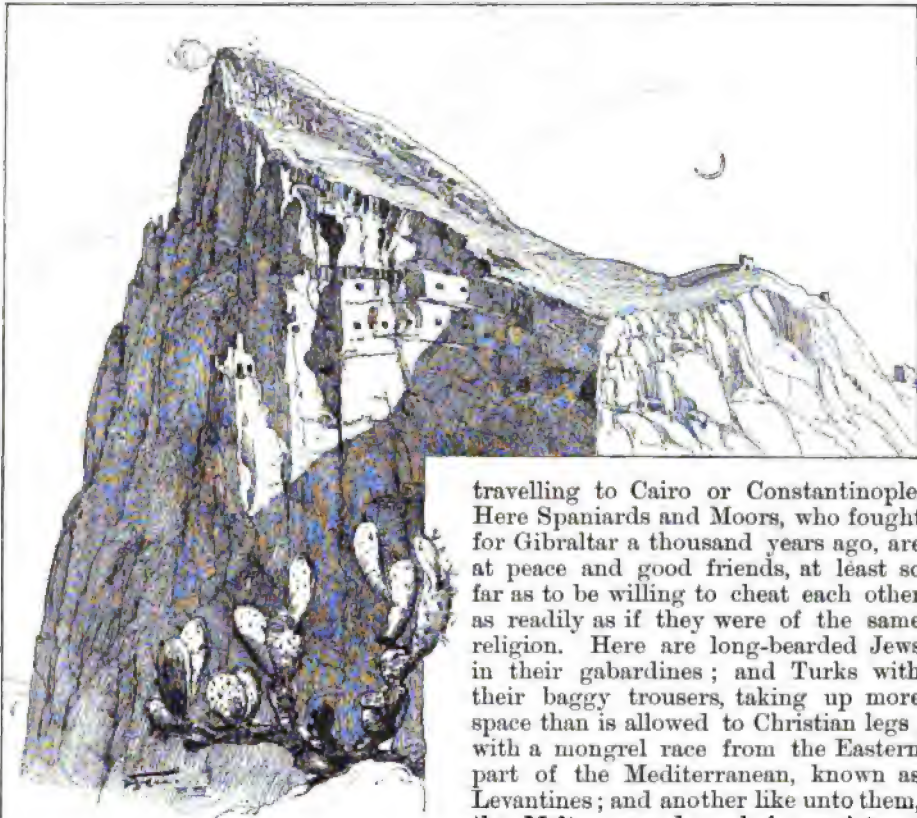 travelling to Cairo or Constantinople
Here Spaniards and Moors, who fought
for Gibraltar a thousand years ago, are
at peace and good friends, at least so
far as to be willing to cheat each other
as readily as if they were of the same
religion. Here are long-bearded Jews
in their gabardines; and Turks with
their baggy trousers, taking up more
space than is allowed to Christian legs
with a mongrel race from the Eastern
part of the Mediterranean, known as
Levantines; and another like unto them,